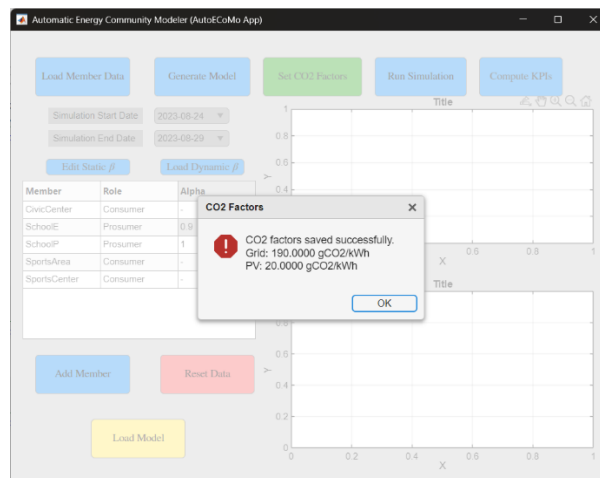 Automatic Energy Community Modeler (AutoECoMo App)
Load Member Data
Generate Model
Set CO2 Factors
Run Simulation
Compute KPIs
Simulation Start Date 2023-08-24
Simulation End Date 2023-08-29
Edit Static β
Load Dynamic β
Member Role Alpha
CivicCenter Consumer -
SchoolE Prosumer 0.9
SchoolP Prosumer 1
SportsArea Consumer -
SportsCenter Consumer -
Add Member
Reset Data
Load Model
Title
1
0.8
0.6
0.4
Y
0.6 0.8 1
X
CO2 Factors
CO2 factors saved successfully.
Grid: 190.0000 gCO2/kWh
PV: 20.0000 gCO2/kWh
OK
Title
0.8
0.6
0.4
0.2
0
Y
0 0.2 0.4 0.6 0.8 1
X